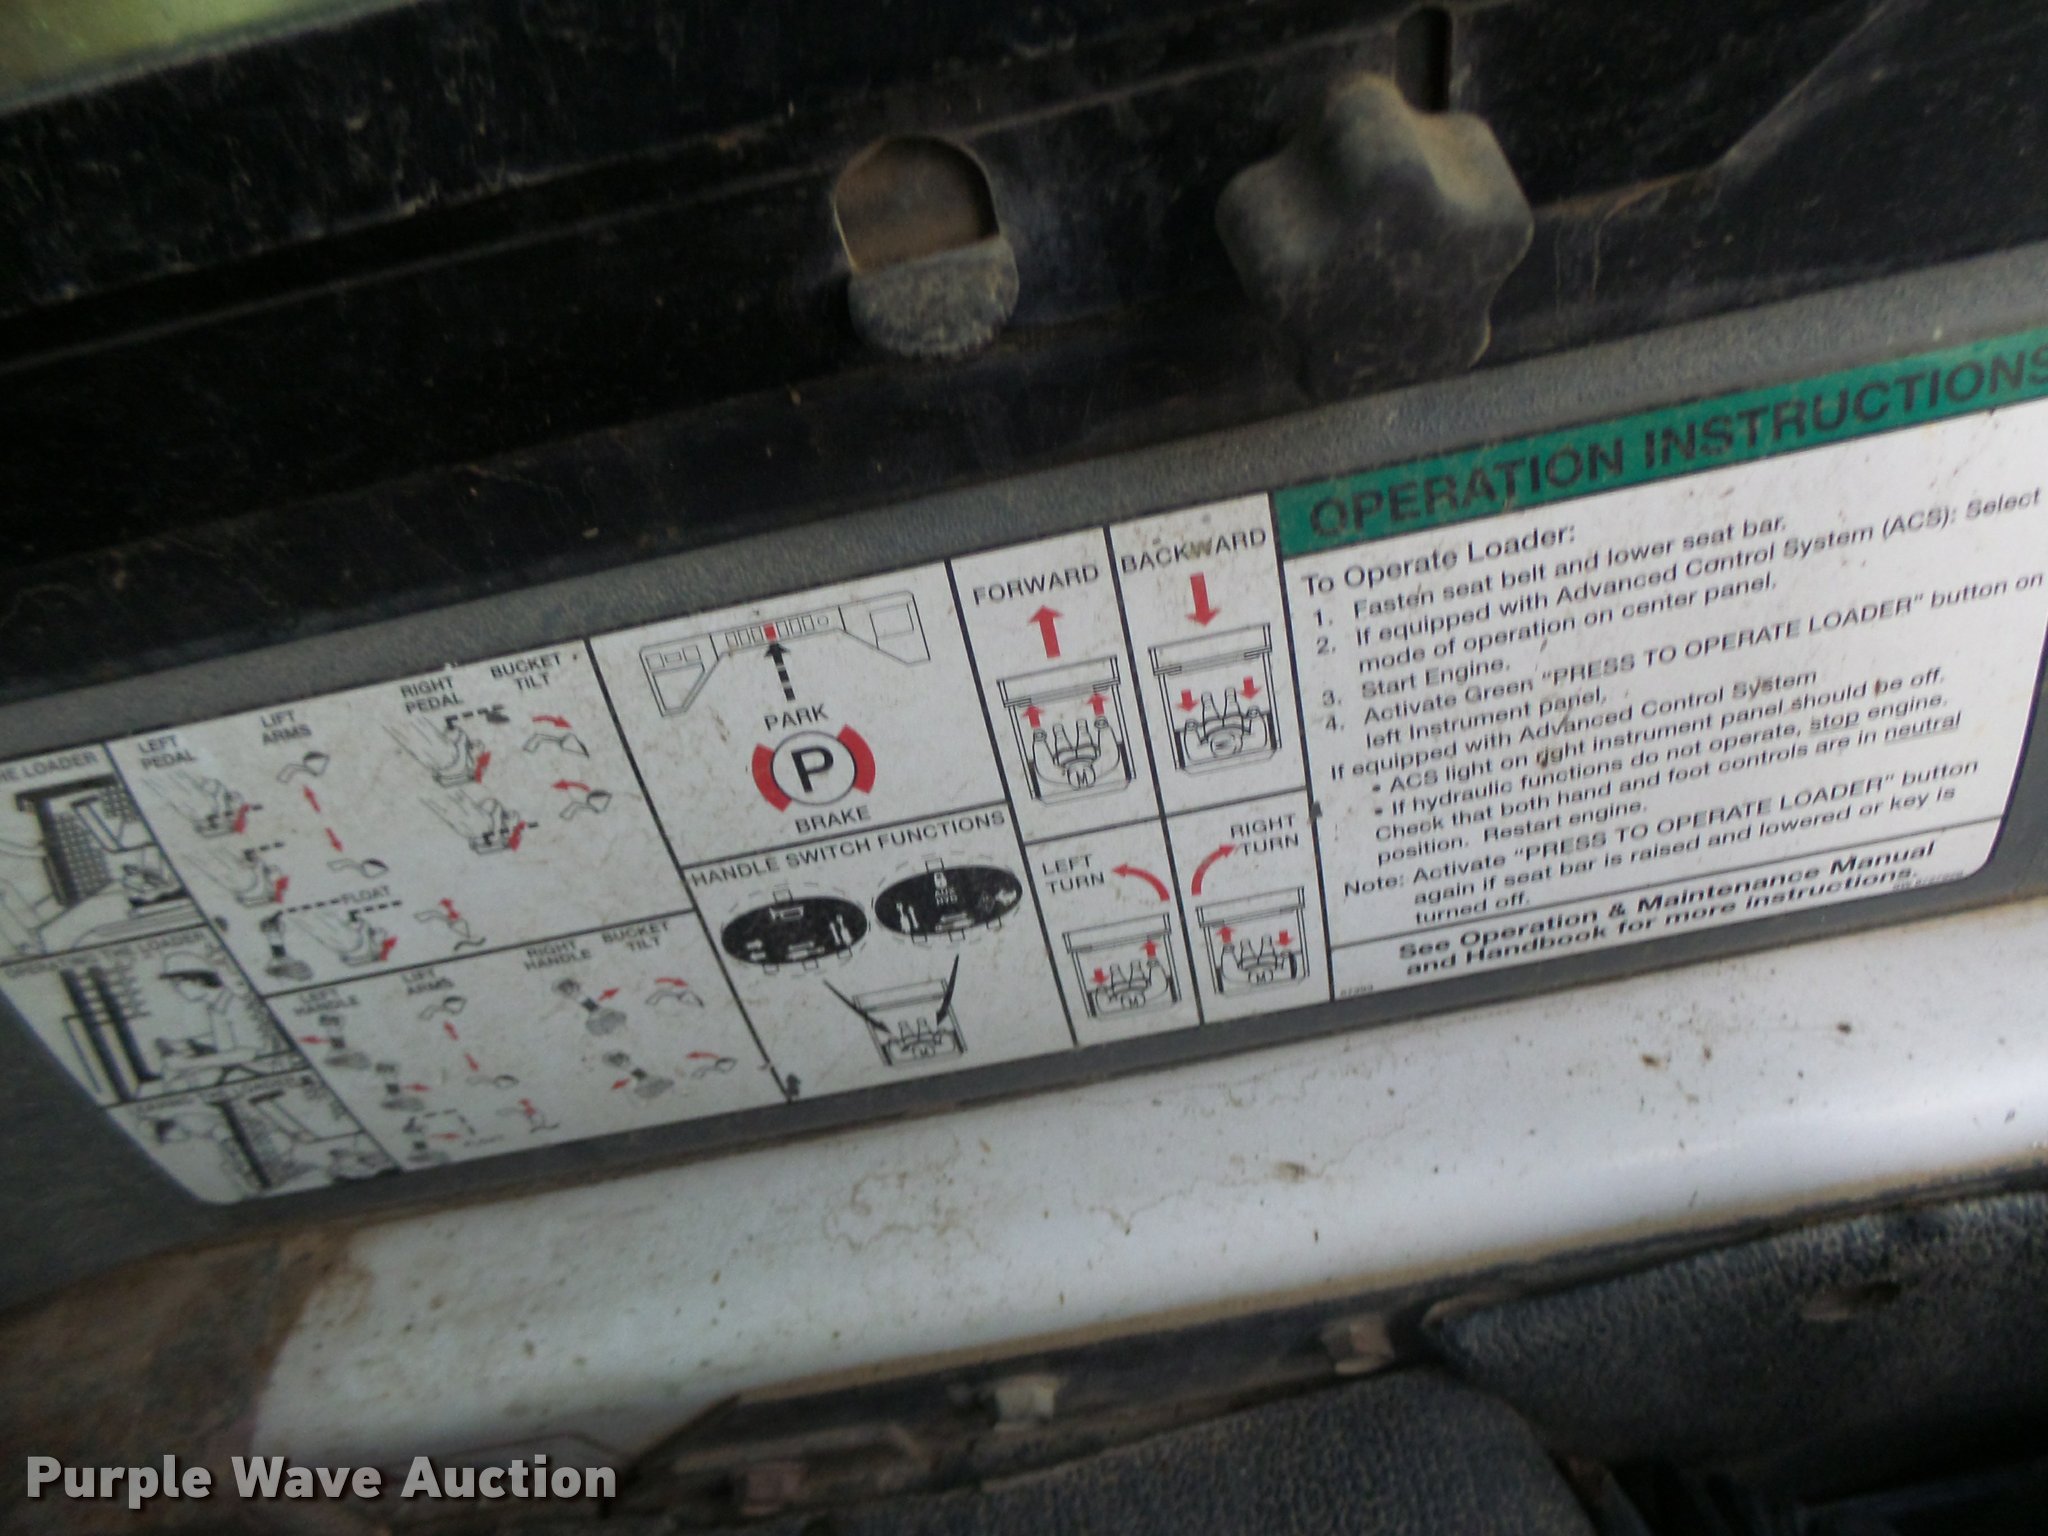 OPERATION INSTRUCTIONS
To Operate Loader:
1. Fasten seat belt and lower seat bar.
2. If equipped with Advanced Control System (ACS): Select
mode of operation on center panel.
3. Start Engine.
4. Activate Green "PRESS TO OPERATE LOADER" button on
left Instrument panel,
If equipped with Advanced Control System
• ACS light on right instrument panel should be off.
• If hydraulic functions do not operate, stop engine.
Check that both hand and foot controls are in neutral
position. Restart engine.
Note: Activate "PRESS TO OPERATE LOADER" button
again if seat bar is raised and lowered or key is
turned off.
See Operation & Maintenance Manual
and Handbook for more instructions.
FORWARD
BACKWARD
LEFT
TURN
RIGHT
TURN
PARK
P
BRAKE
HANDLE SWITCH FUNCTIONS
LEFT
PEDAL
LIFT
ARMS
RIGHT
PEDAL
BUCKET
TILT
FLOAT
LEFT
HANDLE
LIFT
ARMS
RIGHT
HANDLE
BUCKET
TILT
LOADER
LOADER
Purple Wave Auction